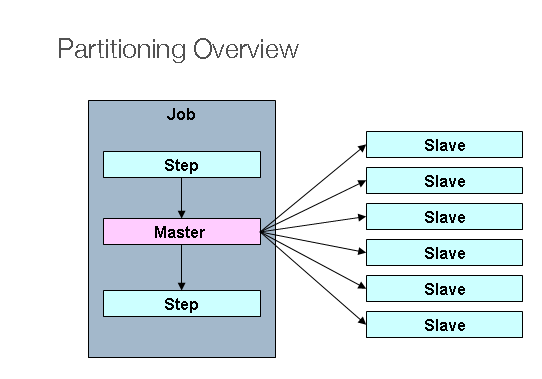 Partitioning Overview
Job
Step
Master
Step
Slave
Slave
Slave
Slave
Slave
Slave